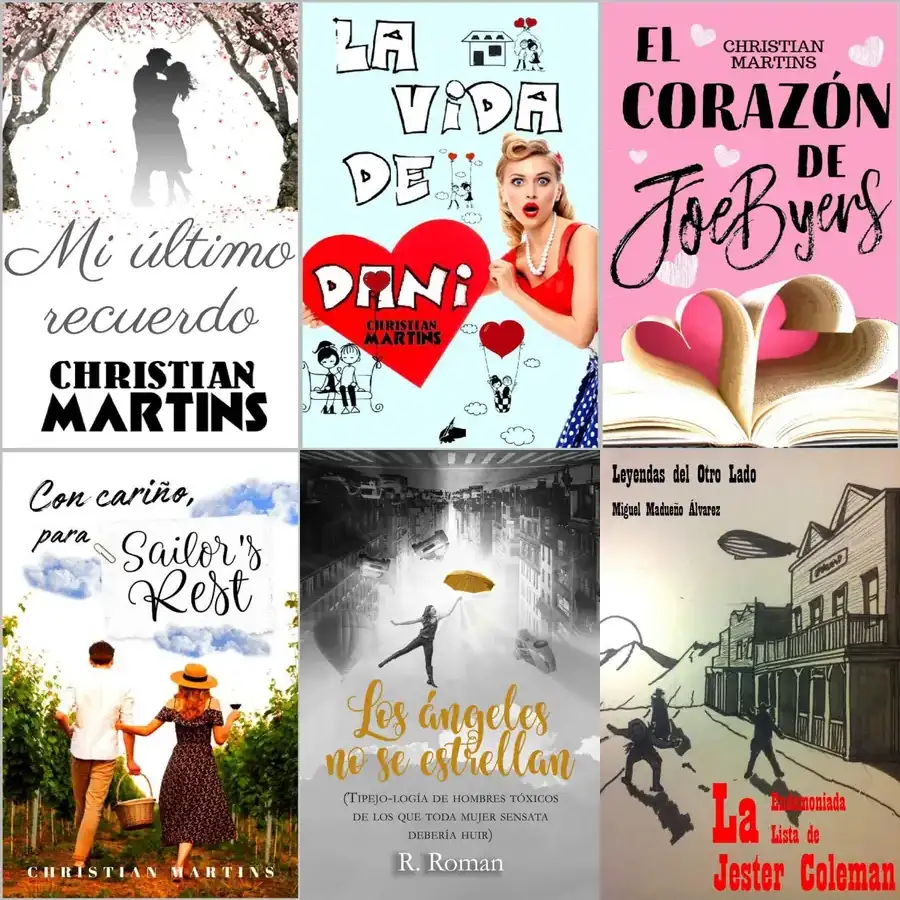 Mi último
recuerdo
CHRISTIAN
MARTINS
LA
ViDA
DE
DANi
CHRISTIAN
MARTINS
EL
CHRISTIAN
MARTINS
CORAZÓN
DE
JoeByers
Con cariño,
para
Sailor's
Rest
CHRISTIAN MARTINS
Los ángeles
no se estrellan
(TIPEJO-LOGÍA DE HOMBRES TÓXICOS
DE LOS QUE TODA MUJER SENSATA
DEBERÍA HUIR)
R. Roman
Leyendas del Otro Lado
Miguel Madueño Álvarez
La
Lista de
Jester Coleman